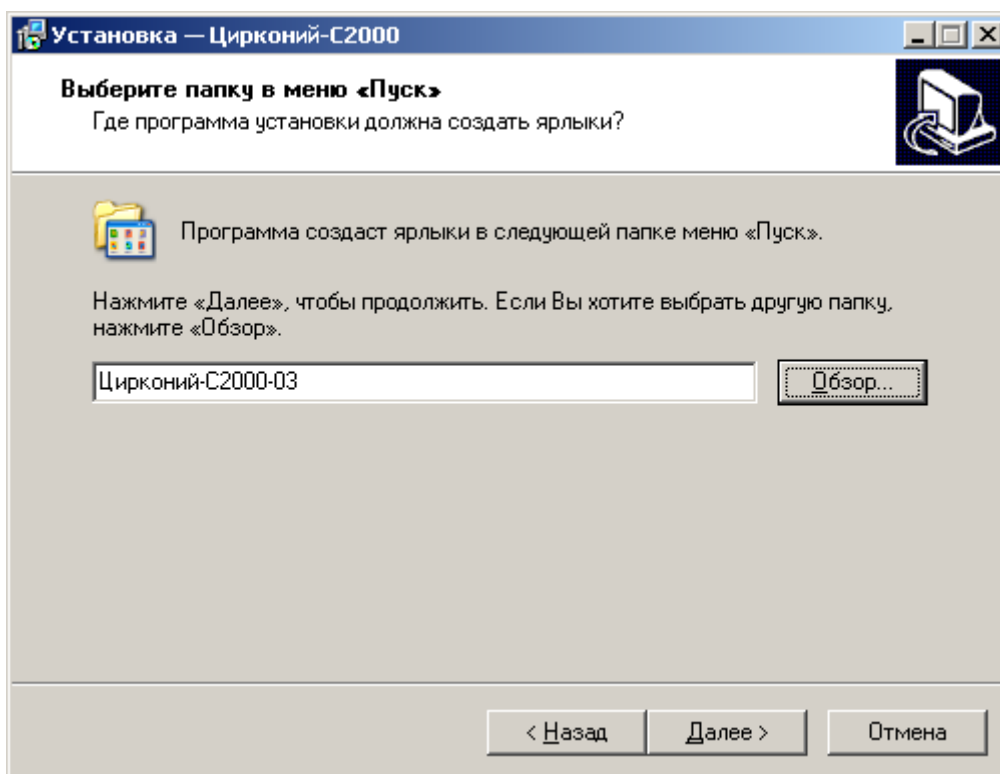 Установка — Цирконий-С2000
Выберите папку в меню «Пуск»
Где программа установки должна создать ярлыки?
Программа создаст ярлыки в следующей папке меню «Пуск».
Нажмите «Далее», чтобы продолжить. Если Вы хотите выбрать другую папку,
нажмите «Обзор».
Цирконий-С2000-03
Обзор...
< Назад
Далее >
Отмена